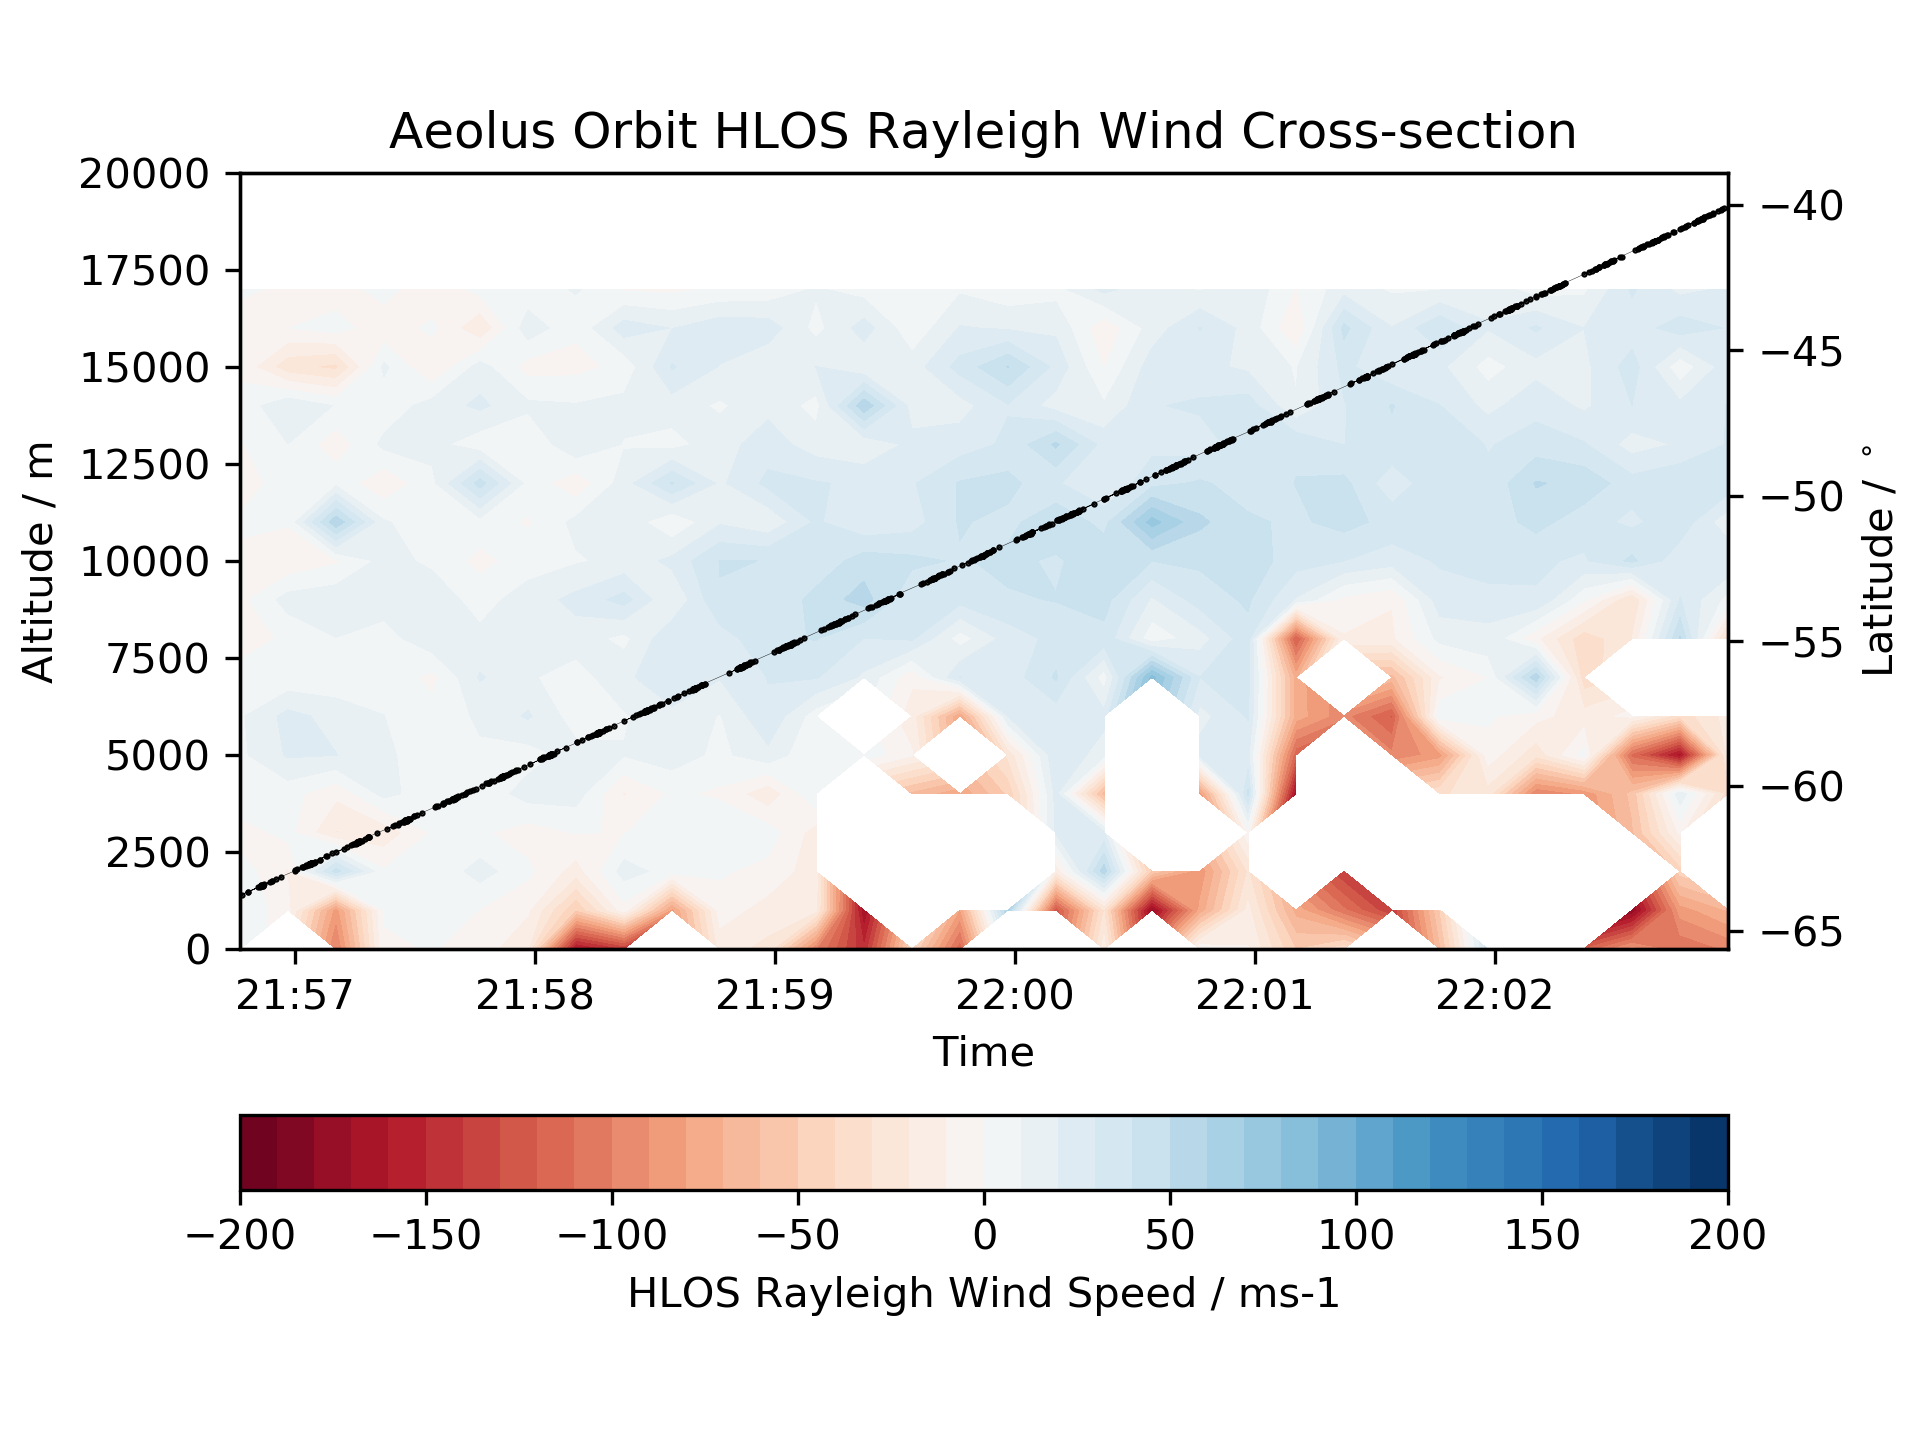 Aeolus Orbit HLOS Rayleigh Wind Cross-section
20000
17500
15000
12500
10000
7500
5000
2500
0
Altitude / m
−40
−45
−50
−55
−60
−65
Latitude / °
21:57 21:58 21:59 22:00 22:01 22:02
Time
−200 −150 −100 −50 0 50 100 150 200
HLOS Rayleigh Wind Speed / ms-1